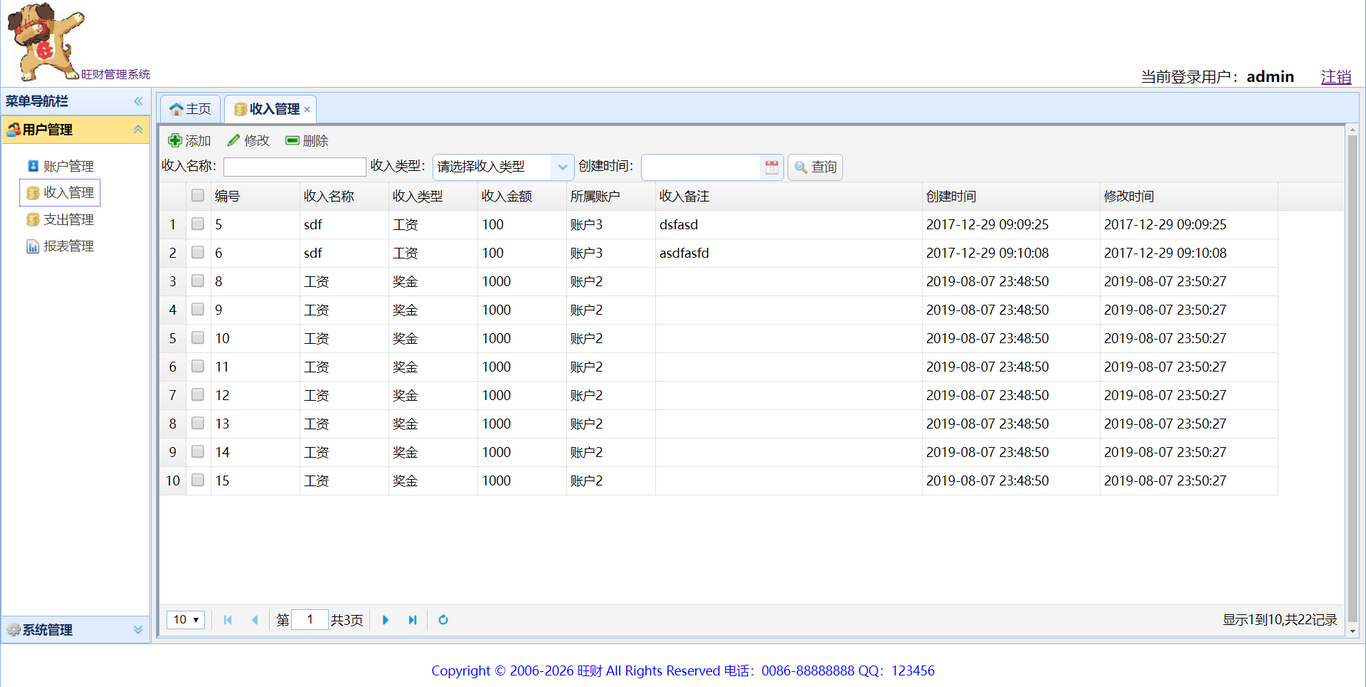 旺财管理系统
当前登录用户：admin 注销
菜单导航栏
用户管理
账户管理
收入管理
支出管理
报表管理
系统管理
主页 收入管理
添加 修改 删除
收入名称： 收入类型： 请选择收入类型 创建时间： 查询
编号 收入名称 收入类型 收入金额 所属账户 收入备注 创建时间 修改时间
1 5 sdf 工资 100 账户3 dsfasd 2017-12-29 09:09:25 2017-12-29 09:09:25
2 6 sdf 工资 100 账户3 asdfasfd 2017-12-29 09:10:08 2017-12-29 09:10:08
3 8 工资 奖金 1000 账户2 2019-08-07 23:48:50 2019-08-07 23:50:27
4 9 工资 奖金 1000 账户2 2019-08-07 23:48:50 2019-08-07 23:50:27
5 10 工资 奖金 1000 账户2 2019-08-07 23:48:50 2019-08-07 23:50:27
6 11 工资 奖金 1000 账户2 2019-08-07 23:48:50 2019-08-07 23:50:27
7 12 工资 奖金 1000 账户2 2019-08-07 23:48:50 2019-08-07 23:50:27
8 13 工资 奖金 1000 账户2 2019-08-07 23:48:50 2019-08-07 23:50:27
9 14 工资 奖金 1000 账户2 2019-08-07 23:48:50 2019-08-07 23:50:27
10 15 工资 奖金 1000 账户2 2019-08-07 23:48:50 2019-08-07 23:50:27
10 第 1 共3页 显示1到10,共22记录
Copyright © 2006-2026 旺财 All Rights Reserved 电话：0086-88888888 QQ：123456